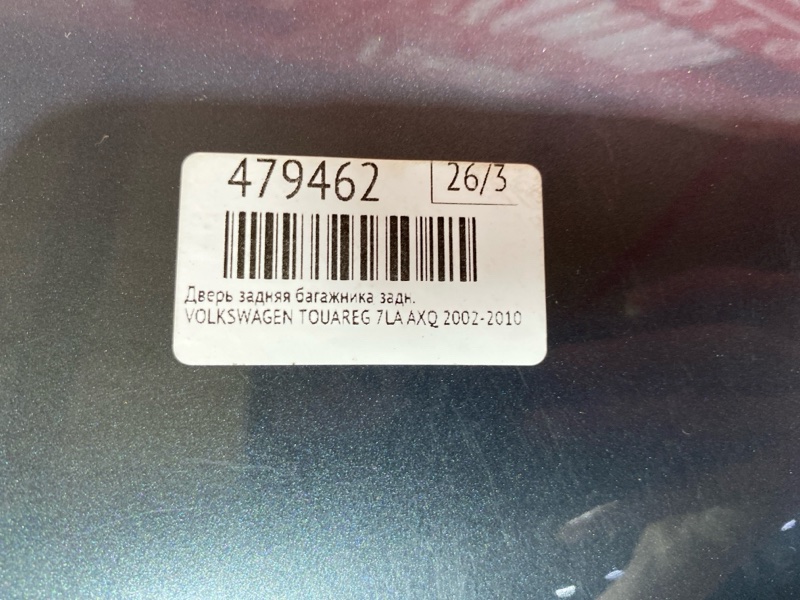 479462 26/3
Дверь задняя багажника задн.
VOLKSWAGEN TOUAREG 7LA AXQ 2002-2010